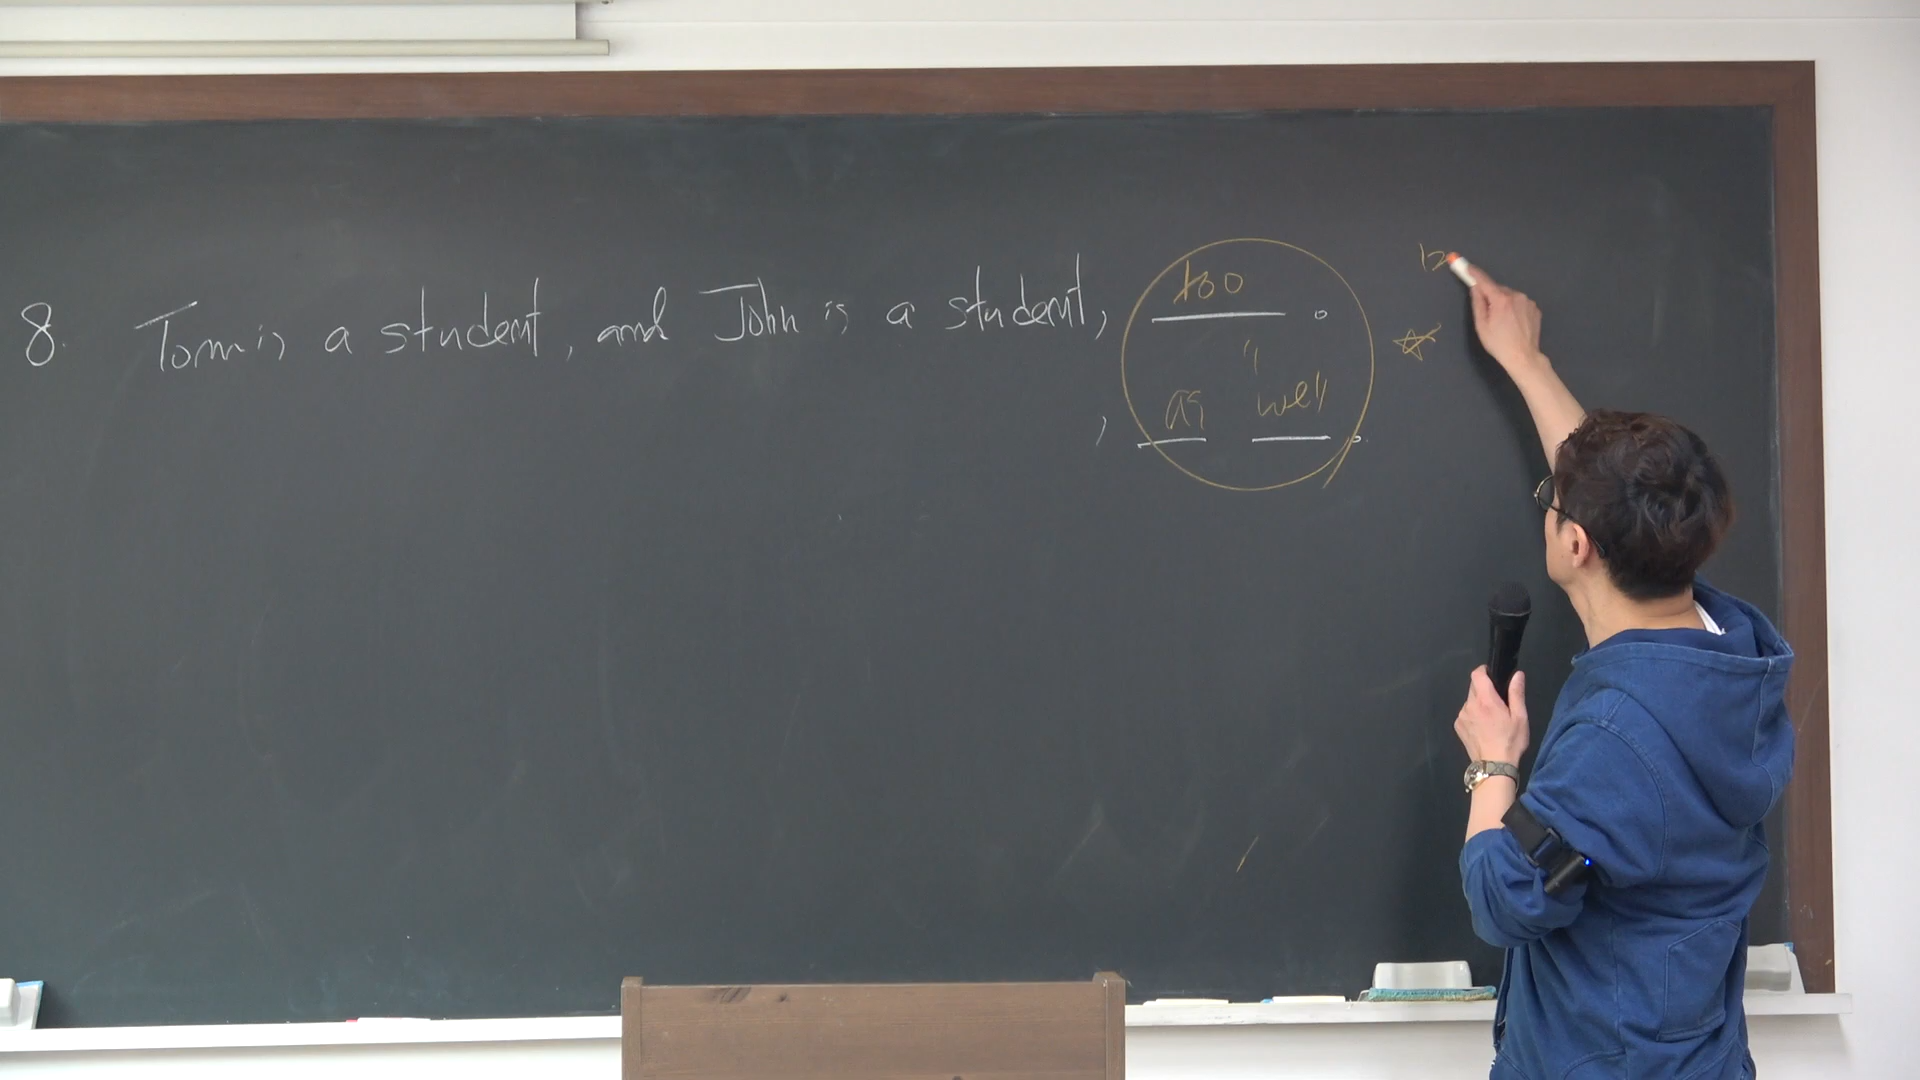 8. Tom is a student, and John is a student, too.
"
, as well.